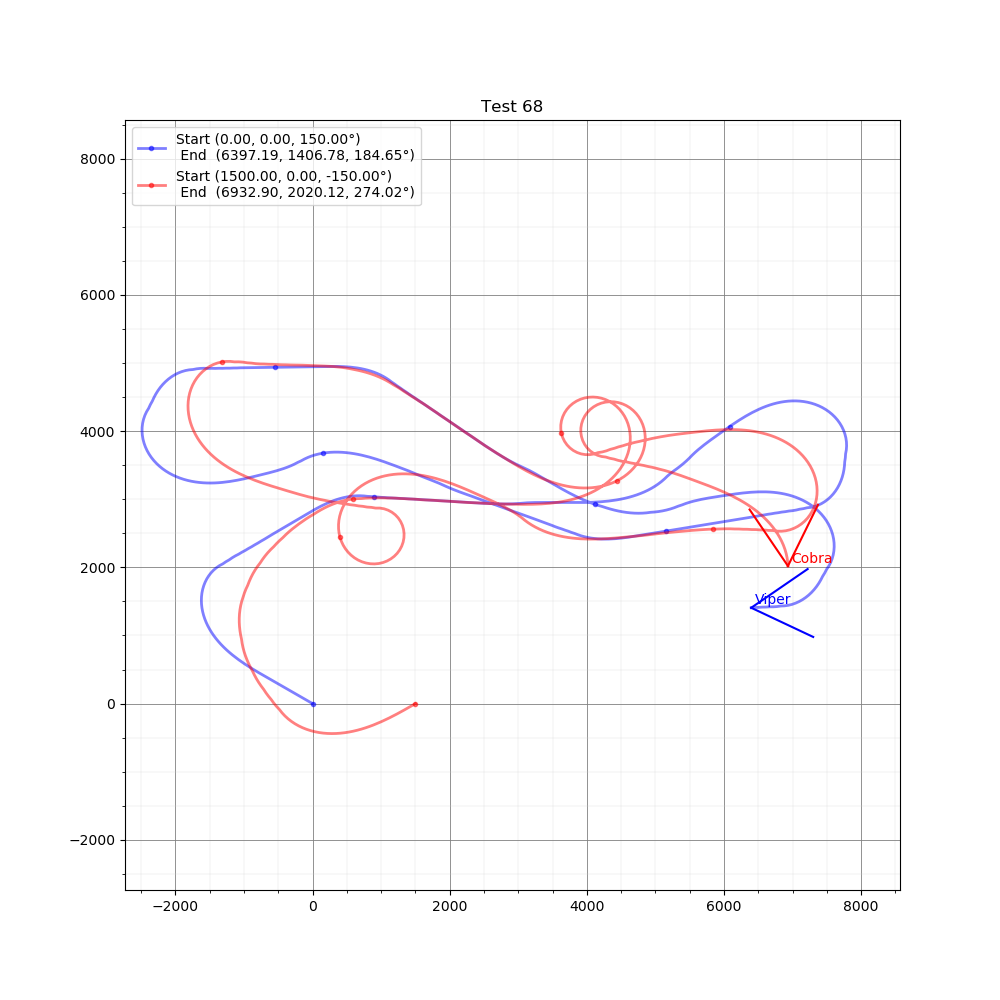 Test 68
Start (0.00, 0.00, 150.00°)
End  (6397.19, 1406.78, 184.65°)
Start (1500.00, 0.00, -150.00°)
End  (6932.90, 2020.12, 274.02°)
8000
6000
4000
2000
0
−2000
Cobra
Viper
−2000
0
2000
4000
6000
8000